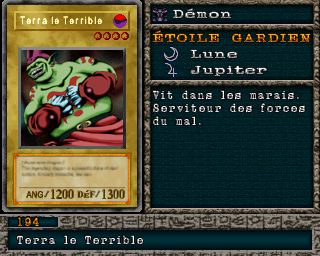 Terra le Terrible
ANG/1200 DéF/1300
Démon
ÉTOILE GARDIEN
Lune
Jupiter
Vit dans les marais.
Serviteur des forces
du mal.
194
Terra le Terrible